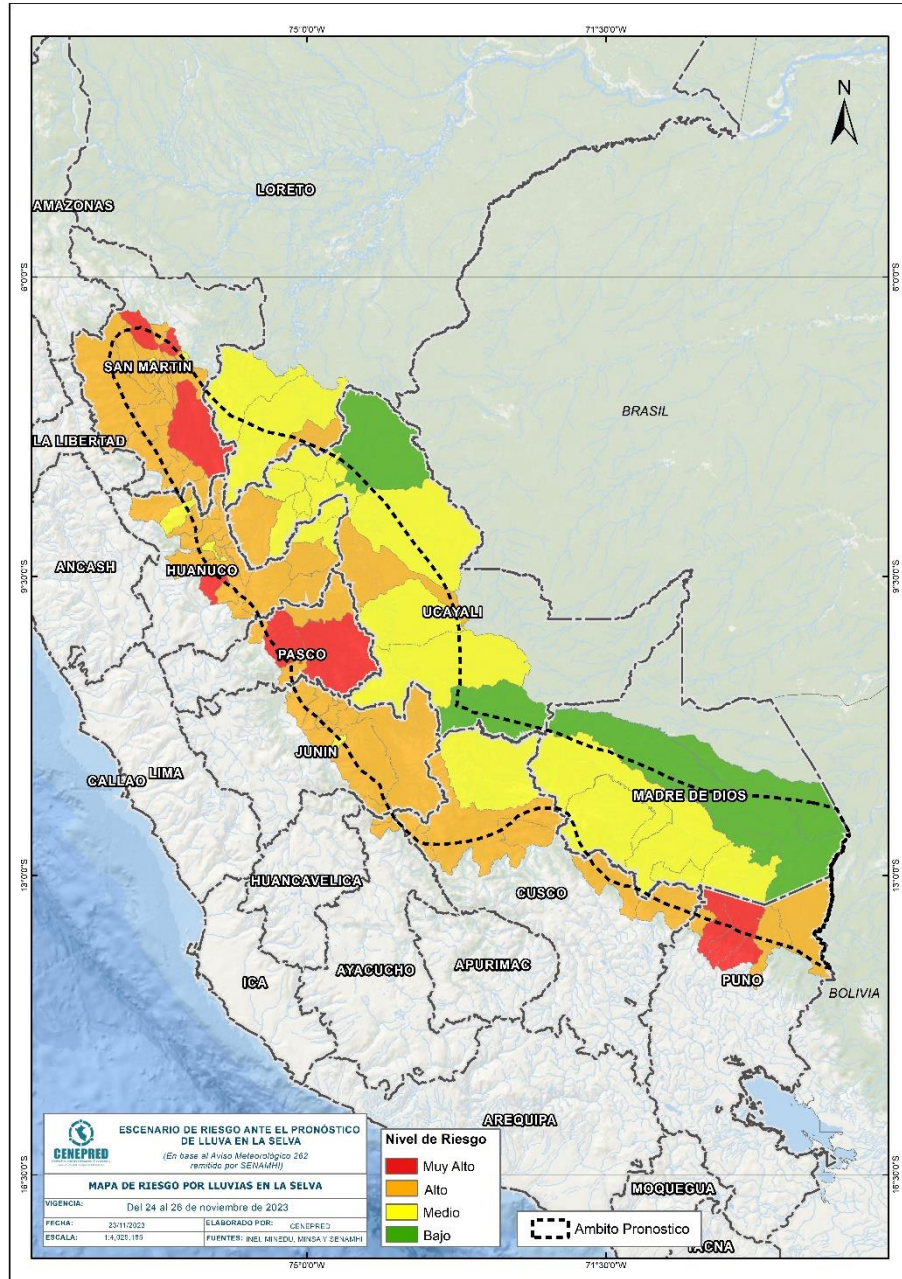 75°0'0"W
71°30'0"W
N
LORETO
AMAZONAS
6°0'0"S
6°0'0"S
SAN MARTIN
BRASIL
LA LIBERTAD
ANCASH
HUANUCO
9°30'0"S
9°30'0"S
UCAYALI
PASCO
JUNIN
CALLAO
LIMA
MADRE DE DIOS
13°0'0"S
13°0'0"S
HUANCAVELICA
CUSCO
ICA
AYACUCHO
APURIMAC
PUNO
BOLIVIA
AREQUIPA
16°30'0"S
MOQUEGUA
TACNA
CENEPRED
ESCENARIO DE RIESGO ANTE EL PRONÓSTICO
DE LLUVA EN LA SELVA
(En base al Aviso Meteorológico 262
remitido por SENAMHI)
MAPA DE RIESGO POR LLUVIAS EN LA SELVA
VIGENCIA: Del 24 al 26 de noviembre de 2023
FECHA: 23/11/2023 ELABORADO POR: CENEPRED
ESCALA: FUENTES: INEI, MINEDU, MINSA Y SENAMHI
Nivel de Riesgo
Muy Alto
Alto
Medio
Bajo
Ambito Pronostico
75°0'0"W
71°30'0"W